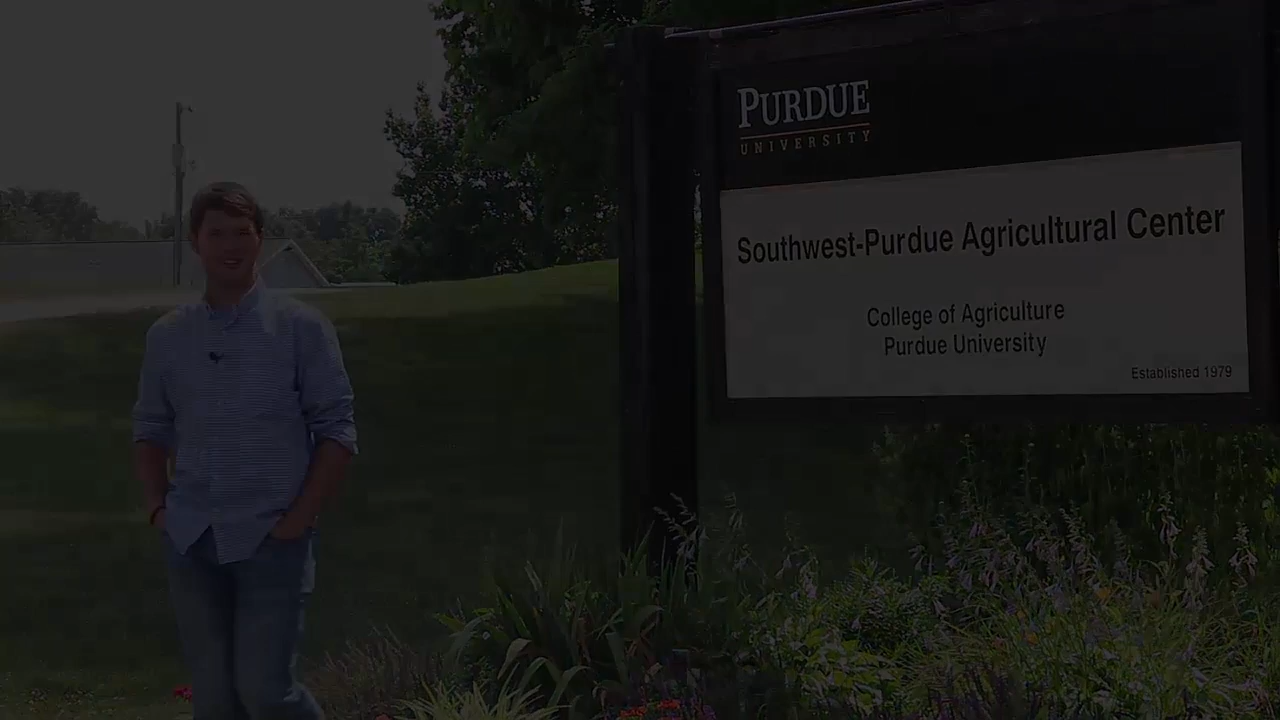 PURDUE
UNIVERSITY
Southwest-Purdue Agricultural Center
College of Agriculture
Purdue University
Established 1979